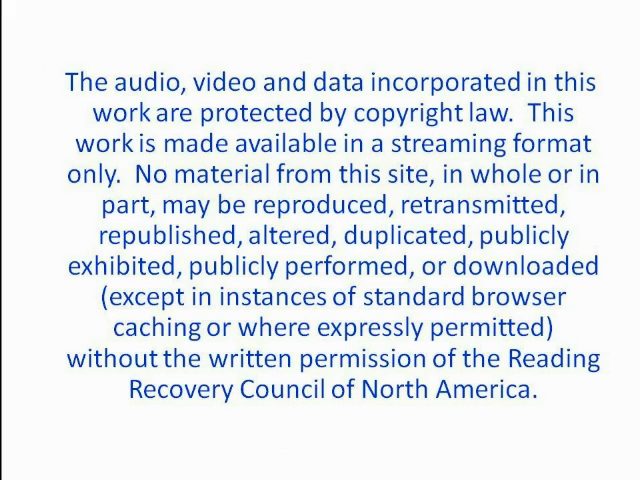 The audio, video and data incorporated in this
work are protected by copyright law.  This
work is made available in a streaming format
only.  No material from this site, in whole or in
part, may be reproduced, retransmitted,
republished, altered, duplicated, publicly
exhibited, publicly performed, or downloaded
(except in instances of standard browser
caching or where expressly permitted)
without the written permission of the Reading
Recovery Council of North America.